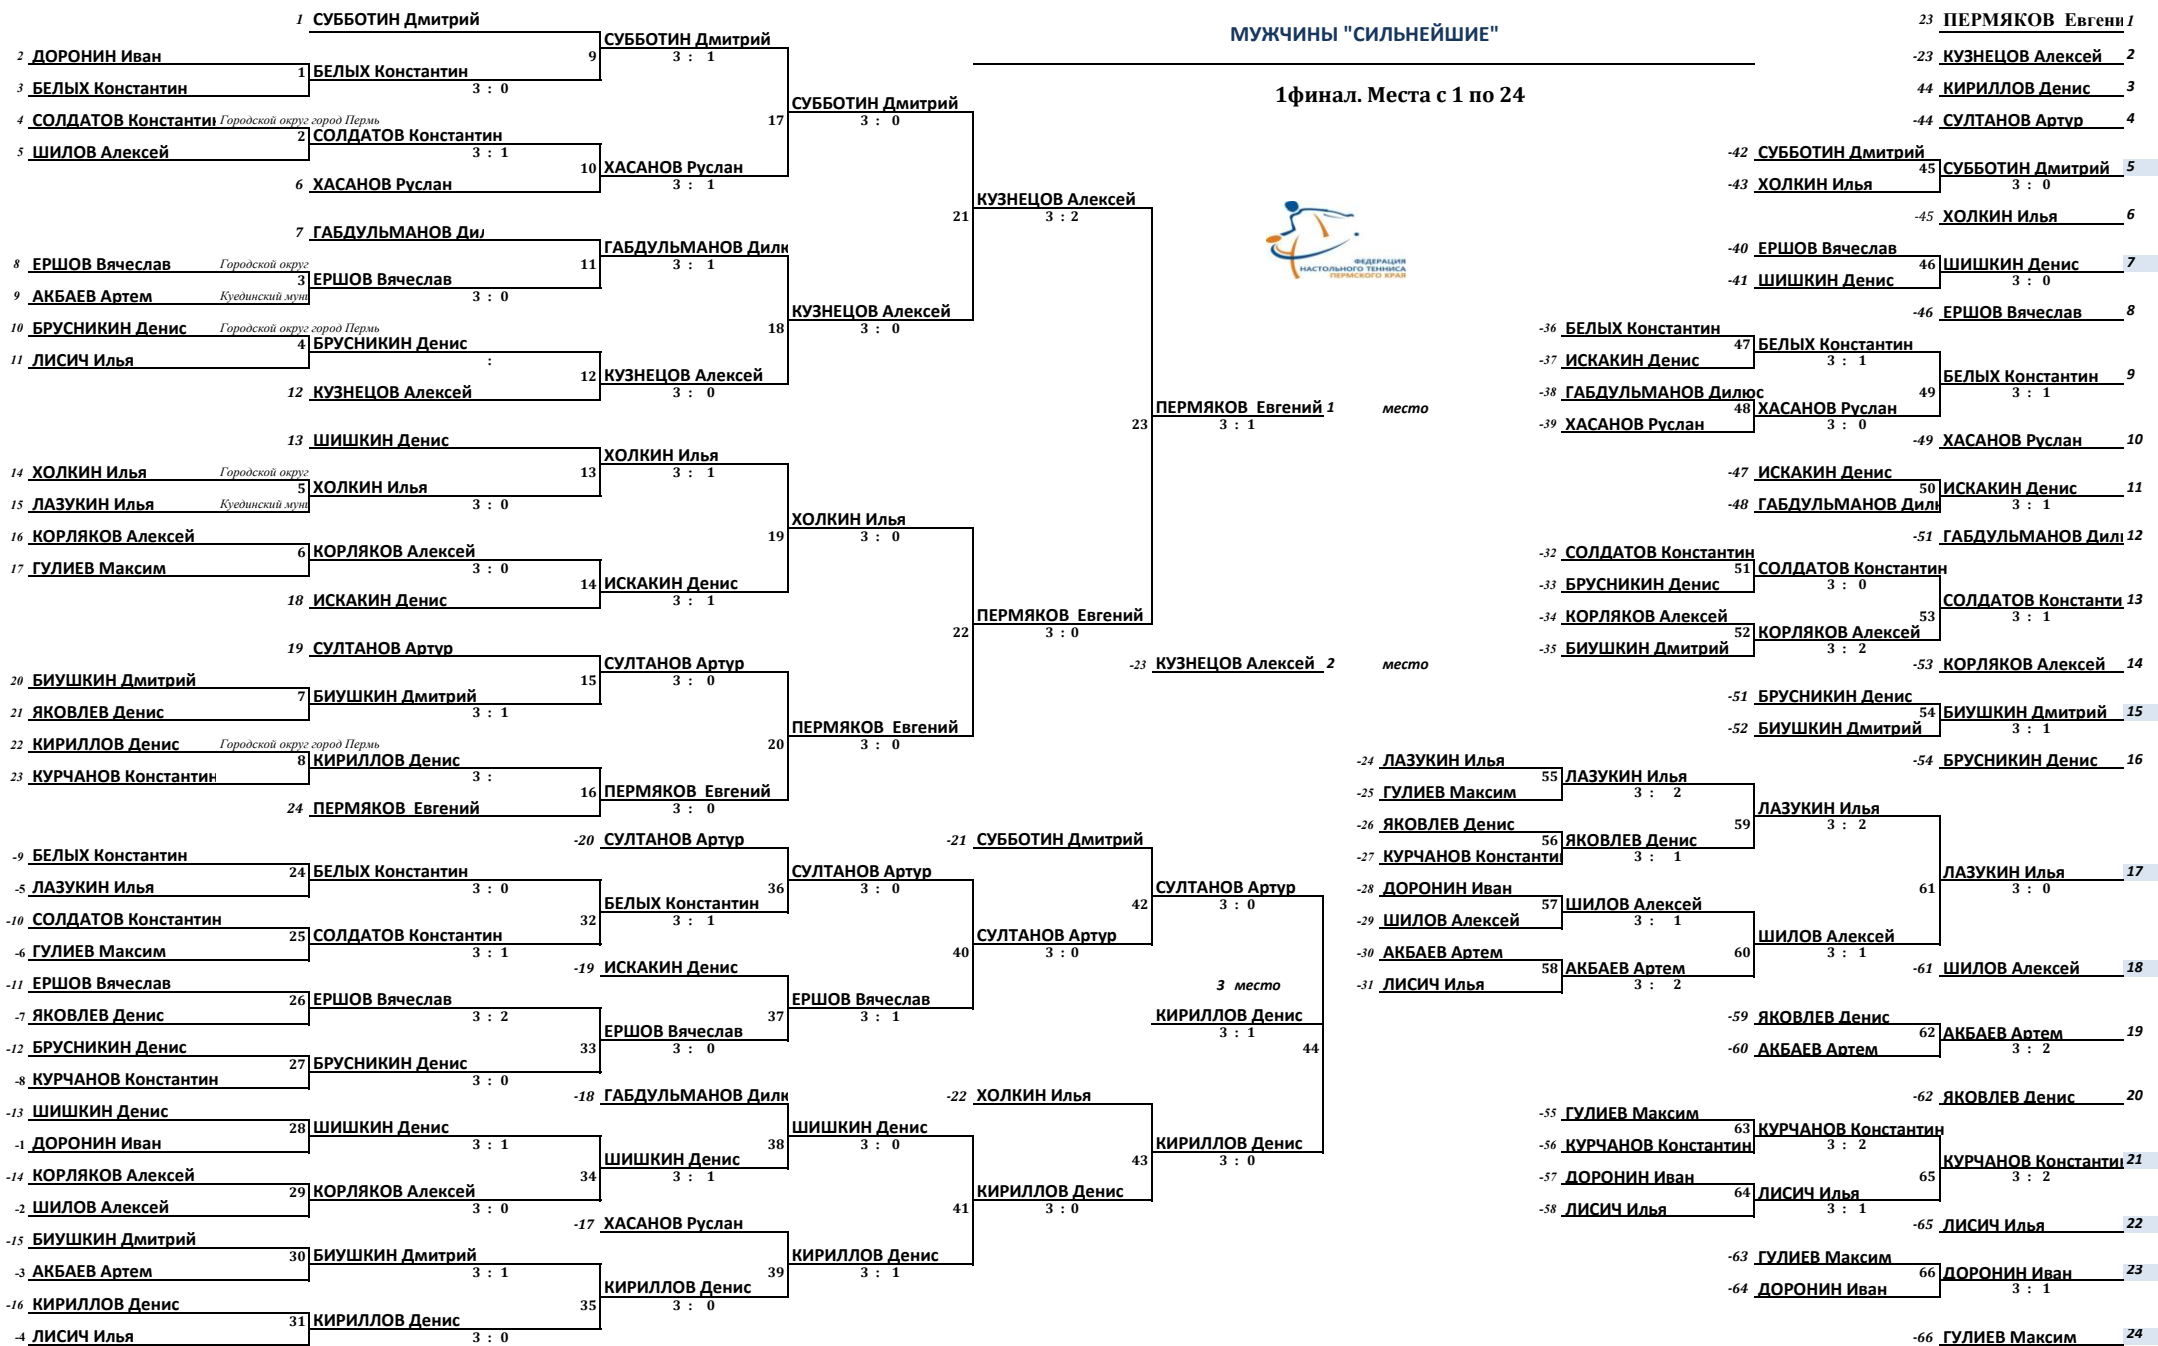 МУЖЧИНЫ "СИЛЬНЕЙШИЕ"
1финал. Места с 1 по 24
1 СУББОТИН Дмитрий
СУББОТИН Дмитрий
2 ДОРОНИН Иван
9
3 : 1
1 БЕЛЫХ Константин
3 БЕЛЫХ Константин
3 : 0
СУББОТИН Дмитрий
4 СОЛДАТОВ Константин Городской округ город Пермь
17
3 : 0
2 СОЛДАТОВ Константин
5 ШИЛОВ Алексей
3 : 1
10 ХАСАНОВ Руслан
6 ХАСАНОВ Руслан
3 : 1
КУЗНЕЦОВ Алексей
21
3 : 2
7 ГАБДУЛЬМАНОВ Дил
ГАБДУЛЬМАНОВ Дилю
8 ЕРШОВ Вячеслав Городской округ
11
3 : 1
3 ЕРШОВ Вячеслав
9 АКБАЕВ Артем Куединский муни
3 : 0
КУЗНЕЦОВ Алексей
10 БРУСНИКИН Денис Городской округ город Пермь
18
3 : 0
4 БРУСНИКИН Денис
11 ЛИСИЧ Илья
:
12 КУЗНЕЦОВ Алексей
12 КУЗНЕЦОВ Алексей
3 : 0
ПЕРМЯКОВ Евгений 1 место
23
3 : 1
13 ШИШКИН Денис
ХОЛКИН Илья
14 ХОЛКИН Илья Городской округ
13
3 : 1
5 ХОЛКИН Илья
15 ЛАЗУКИН Илья Куединский муни
3 : 0
ХОЛКИН Илья
16 КОРЛЯКОВ Алексей
19
3 : 0
6 КОРЛЯКОВ Алексей
17 ГУЛИЕВ Максим
3 : 0
14 ИСКАКИН Денис
18 ИСКАКИН Денис
3 : 1
ПЕРМЯКОВ Евгений
22
3 : 0
19 СУЛТАНОВ Артур
СУЛТАНОВ Артур
-23 КУЗНЕЦОВ Алексей 2 место
20 БИУШКИН Дмитрий
15
3 : 0
7 БИУШКИН Дмитрий
21 ЯКОВЛЕВ Денис
3 : 1
ПЕРМЯКОВ Евгений
22 КИРИЛЛОВ Денис Городской округ город Пермь
20
3 : 0
8 КИРИЛЛОВ Денис
23 КУРЧАНОВ Константин
3 :
16 ПЕРМЯКОВ Евгений
24 ПЕРМЯКОВ Евгений
3 : 0
-9 БЕЛЫХ Константин
24 БЕЛЫХ Константин
-5 ЛАЗУКИН Илья
3 : 0
-10 СОЛДАТОВ Константин
25 СОЛДАТОВ Константин
-6 ГУЛИЕВ Максим
3 : 1
-11 ЕРШОВ Вячеслав
26 ЕРШОВ Вячеслав
-7 ЯКОВЛЕВ Денис
3 : 2
-12 БРУСНИКИН Денис
27 БРУСНИКИН Денис
-8 КУРЧАНОВ Константин
3 : 0
-13 ШИШКИН Денис
28 ШИШКИН Денис
-1 ДОРОНИН Иван
3 : 1
-14 КОРЛЯКОВ Алексей
29 КОРЛЯКОВ Алексей
-2 ШИЛОВ Алексей
3 : 0
-15 БИУШКИН Дмитрий
30 БИУШКИН Дмитрий
-3 АКБАЕВ Артем
3 : 1
-16 КИРИЛЛОВ Денис
31 КИРИЛЛОВ Денис
-4 ЛИСИЧ Илья
3 : 0
-20 СУЛТАНОВ Артур
СУЛТАНОВ Артур
36
3 : 0
БЕЛЫХ Константин
32
3 : 1
-19 ИСКАКИН Денис
ЕРШОВ Вячеслав
37
3 : 1
ЕРШОВ Вячеслав
33
3 : 0
-18 ГАБДУЛЬМАНОВ Дилю
ШИШКИН Денис
38
3 : 0
ШИШКИН Денис
34
3 : 1
-17 ХАСАНОВ Руслан
КИРИЛЛОВ Денис
39
3 : 1
КИРИЛЛОВ Денис
35
3 : 0
-21 СУББОТИН Дмитрий
СУЛТАНОВ Артур
42
3 : 0
СУЛТАНОВ Артур
40
3 : 0
3 место
КИРИЛЛОВ Денис
3 : 1
44
-22 ХОЛКИН Илья
КИРИЛЛОВ Денис
43
3 : 0
КИРИЛЛОВ Денис
41
3 : 0
ФЕДЕРАЦИЯ
НАСТОЛЬНОГО ТЕННИСА
ПЕРМСКОГО КРАЯ
23 ПЕРМЯКОВ Евгени 1
-23 КУЗНЕЦОВ Алексей 2
44 КИРИЛЛОВ Денис 3
-44 СУЛТАНОВ Артур 4
-42 СУББОТИН Дмитрий
45 СУББОТИН Дмитрий 5
-43 ХОЛКИН Илья
3 : 0
-45 ХОЛКИН Илья 6
-40 ЕРШОВ Вячеслав
46 ШИШКИН Денис 7
-41 ШИШКИН Денис
3 : 0
-46 ЕРШОВ Вячеслав 8
-36 БЕЛЫХ Константин
47 БЕЛЫХ Константин
-37 ИСКАКИН Денис
3 : 1
БЕЛЫХ Константин 9
-38 ГАБДУЛЬМАНОВ Дилюс
49
3 : 1
48 ХАСАНОВ Руслан
-39 ХАСАНОВ Руслан
3 : 0
-49 ХАСАНОВ Руслан 10
-47 ИСКАКИН Денис
50 ИСКАКИН Денис 11
-48 ГАБДУЛЬМАНОВ Дилю
3 : 1
-51 ГАБДУЛЬМАНОВ Дилю 12
-32 СОЛДАТОВ Константин
51 СОЛДАТОВ Константин
-33 БРУСНИКИН Денис
3 : 0
СОЛДАТОВ Константи 13
-34 КОРЛЯКОВ Алексей
53
3 : 1
52 КОРЛЯКОВ Алексей
-35 БИУШКИН Дмитрий
3 : 2
-53 КОРЛЯКОВ Алексей 14
-51 БРУСНИКИН Денис
54 БИУШКИН Дмитрий 15
-52 БИУШКИН Дмитрий
3 : 1
-54 БРУСНИКИН Денис 16
-24 ЛАЗУКИН Илья
55 ЛАЗУКИН Илья
-25 ГУЛИЕВ Максим
3 : 2
ЛАЗУКИН Илья
-26 ЯКОВЛЕВ Денис
59
3 : 2
56 ЯКОВЛЕВ Денис
-27 КУРЧАНОВ Константин
3 : 1
ЛАЗУКИН Илья 17
-28 ДОРОНИН Иван
61
3 : 0
57 ШИЛОВ Алексей
-29 ШИЛОВ Алексей
3 : 1
ШИЛОВ Алексей
-30 АКБАЕВ Артем
60
3 : 1
58 АКБАЕВ Артем
-61 ШИЛОВ Алексей 18
-31 ЛИСИЧ Илья
3 : 2
-59 ЯКОВЛЕВ Денис
62 АКБАЕВ Артем 19
-60 АКБАЕВ Артем
3 : 2
-62 ЯКОВЛЕВ Денис 20
-55 ГУЛИЕВ Максим
63 КУРЧАНОВ Константин
-56 КУРЧАНОВ Константин
3 : 2
КУРЧАНОВ Константин 21
-57 ДОРОНИН Иван
65
3 : 2
64 ЛИСИЧ Илья
-58 ЛИСИЧ Илья
3 : 1
-65 ЛИСИЧ Илья 22
-63 ГУЛИЕВ Максим
66 ДОРОНИН Иван 23
-64 ДОРОНИН Иван
3 : 1
-66 ГУЛИЕВ Максим 24